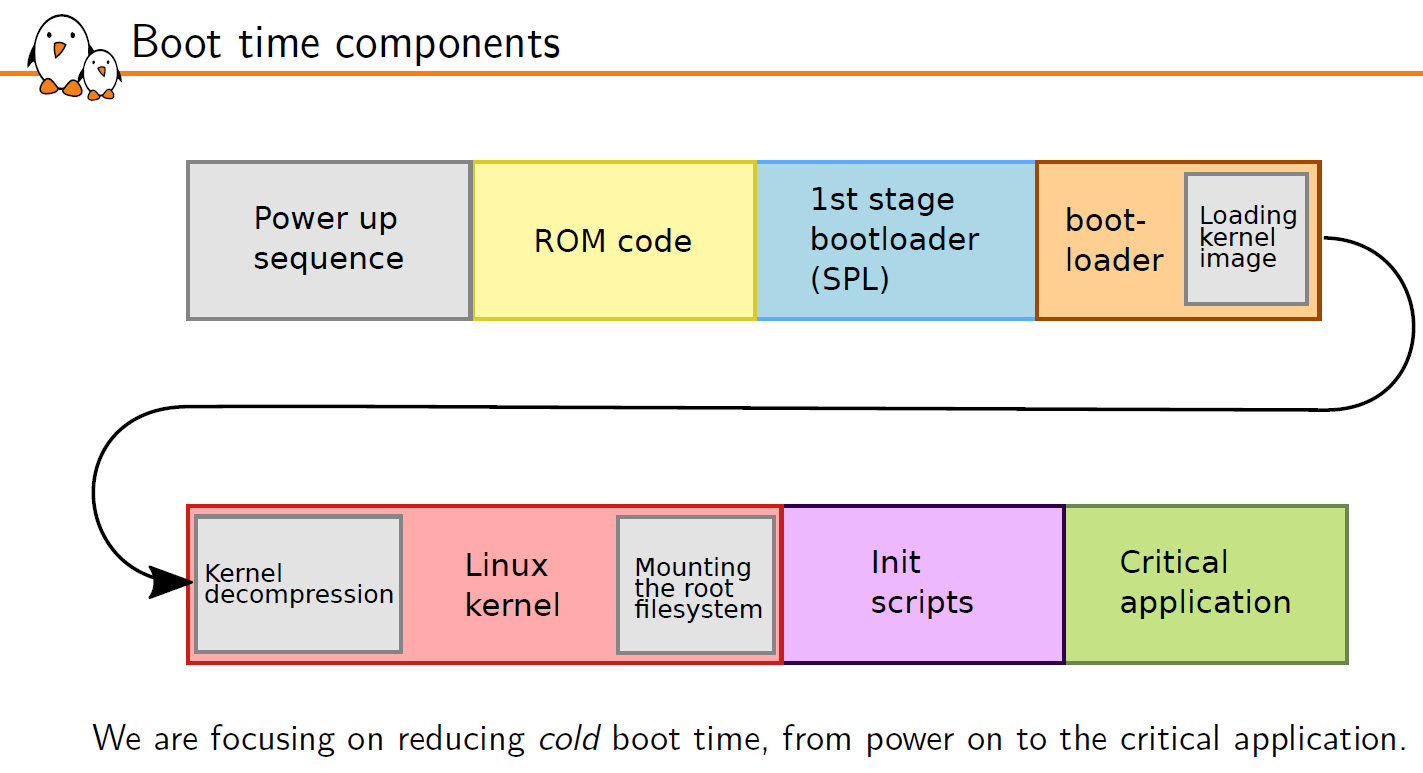 Boot time components
Power up
sequence
ROM code
1st stage
bootloader
(SPL)
boot-
loader
Loading
kernel
image
Kernel
decompression
Linux
kernel
Mounting
the root
filesystem
Init
scripts
Critical
application
We are focusing on reducing cold boot time, from power on to the critical application.